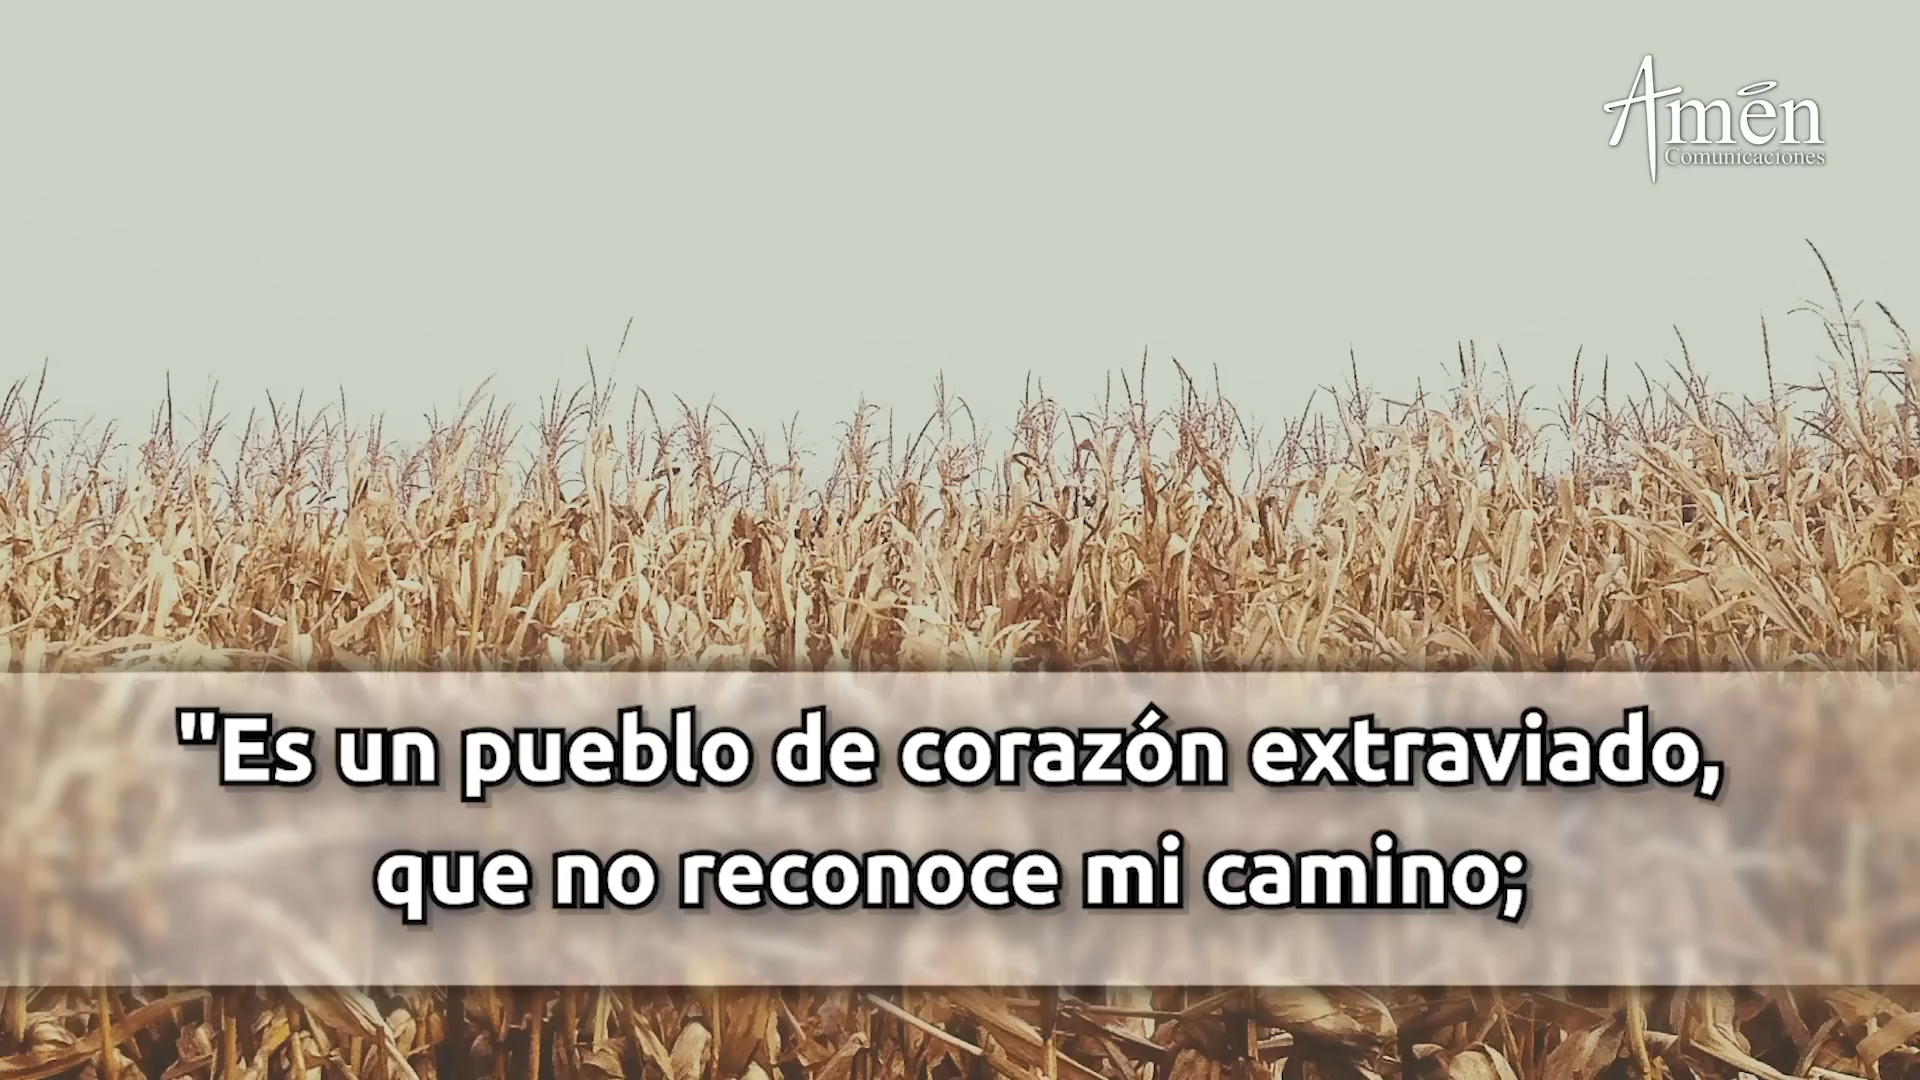 Amén
Comunicaciones
"Es un pueblo de corazón extraviado,
que no reconoce mi camino;